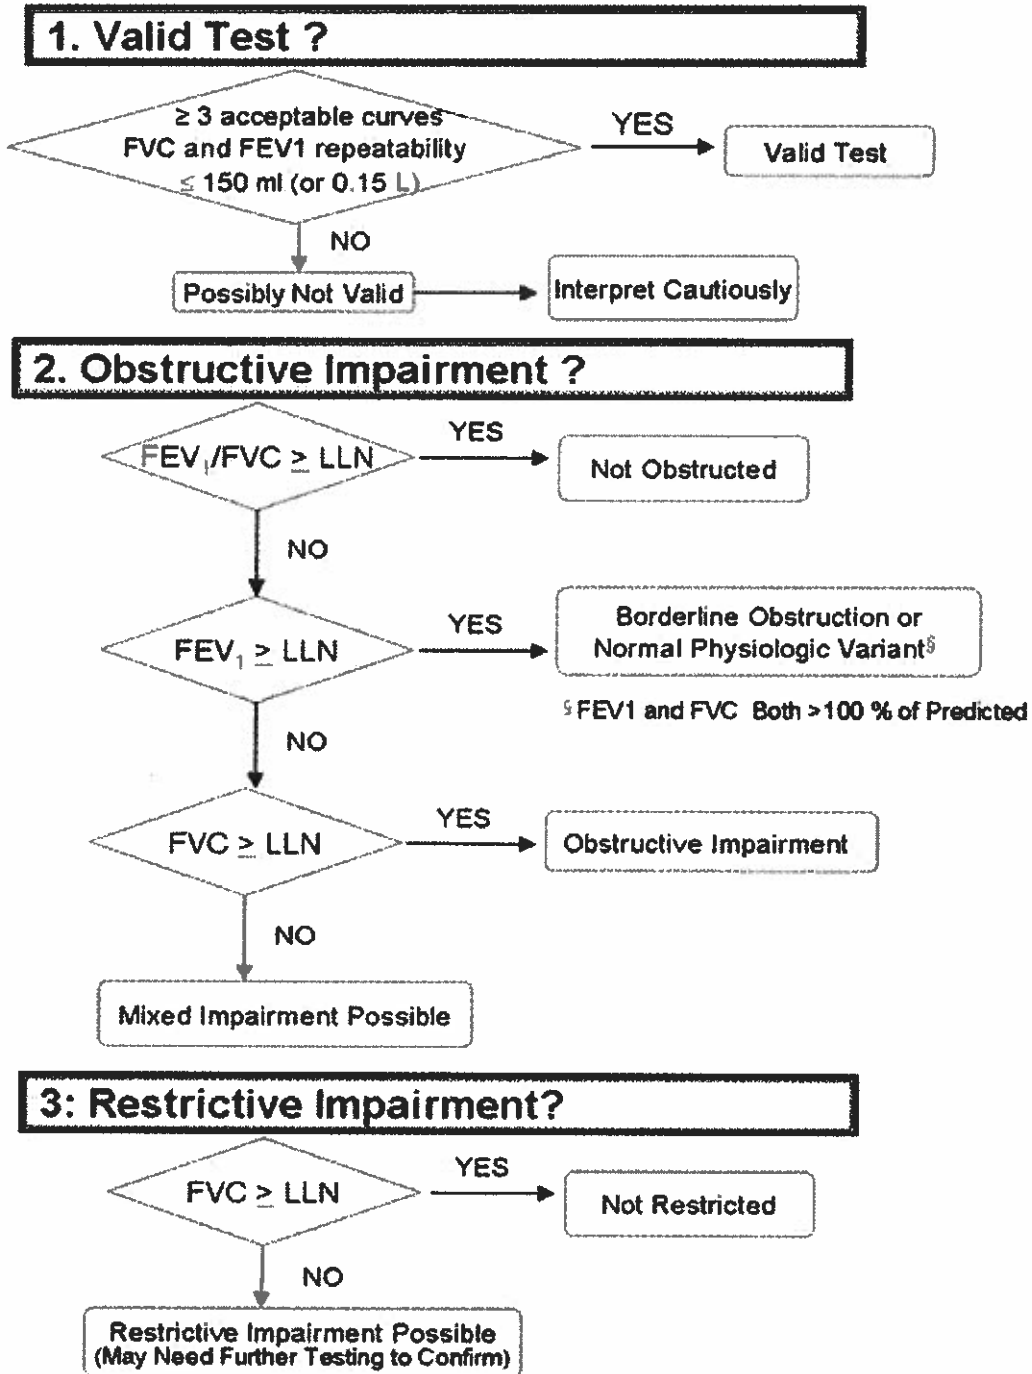 1. Valid Test ?
≥ 3 acceptable curves
FVC and FEV1 repeatability
≤ 150 ml (or 0.15 L)
YES
Valid Test
NO
Possibly Not Valid
Interpret Cautiously
2. Obstructive Impairment ?
FEV₁/FVC ≥ LLN
YES
Not Obstructed
NO
FEV₁ ≥ LLN
YES
Borderline Obstruction or
Normal Physiologic Variant§
§ FEV1 and FVC Both >100 % of Predicted
NO
FVC ≥ LLN
YES
Obstructive Impairment
NO
Mixed Impairment Possible
3: Restrictive Impairment?
FVC ≥ LLN
YES
Not Restricted
NO
Restrictive Impairment Possible
(May Need Further Testing to Confirm)